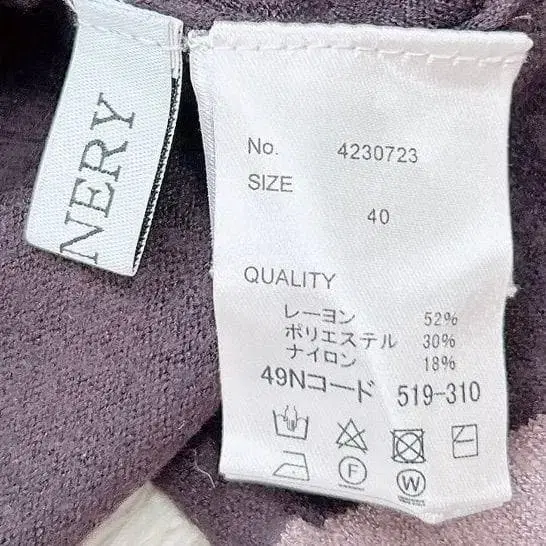 NERY
No. 4230723
SIZE
40
QUALITY
レーヨン 52%
ポリエステル 30%
ナイロン 18%
49Nコード 519-310
F
W